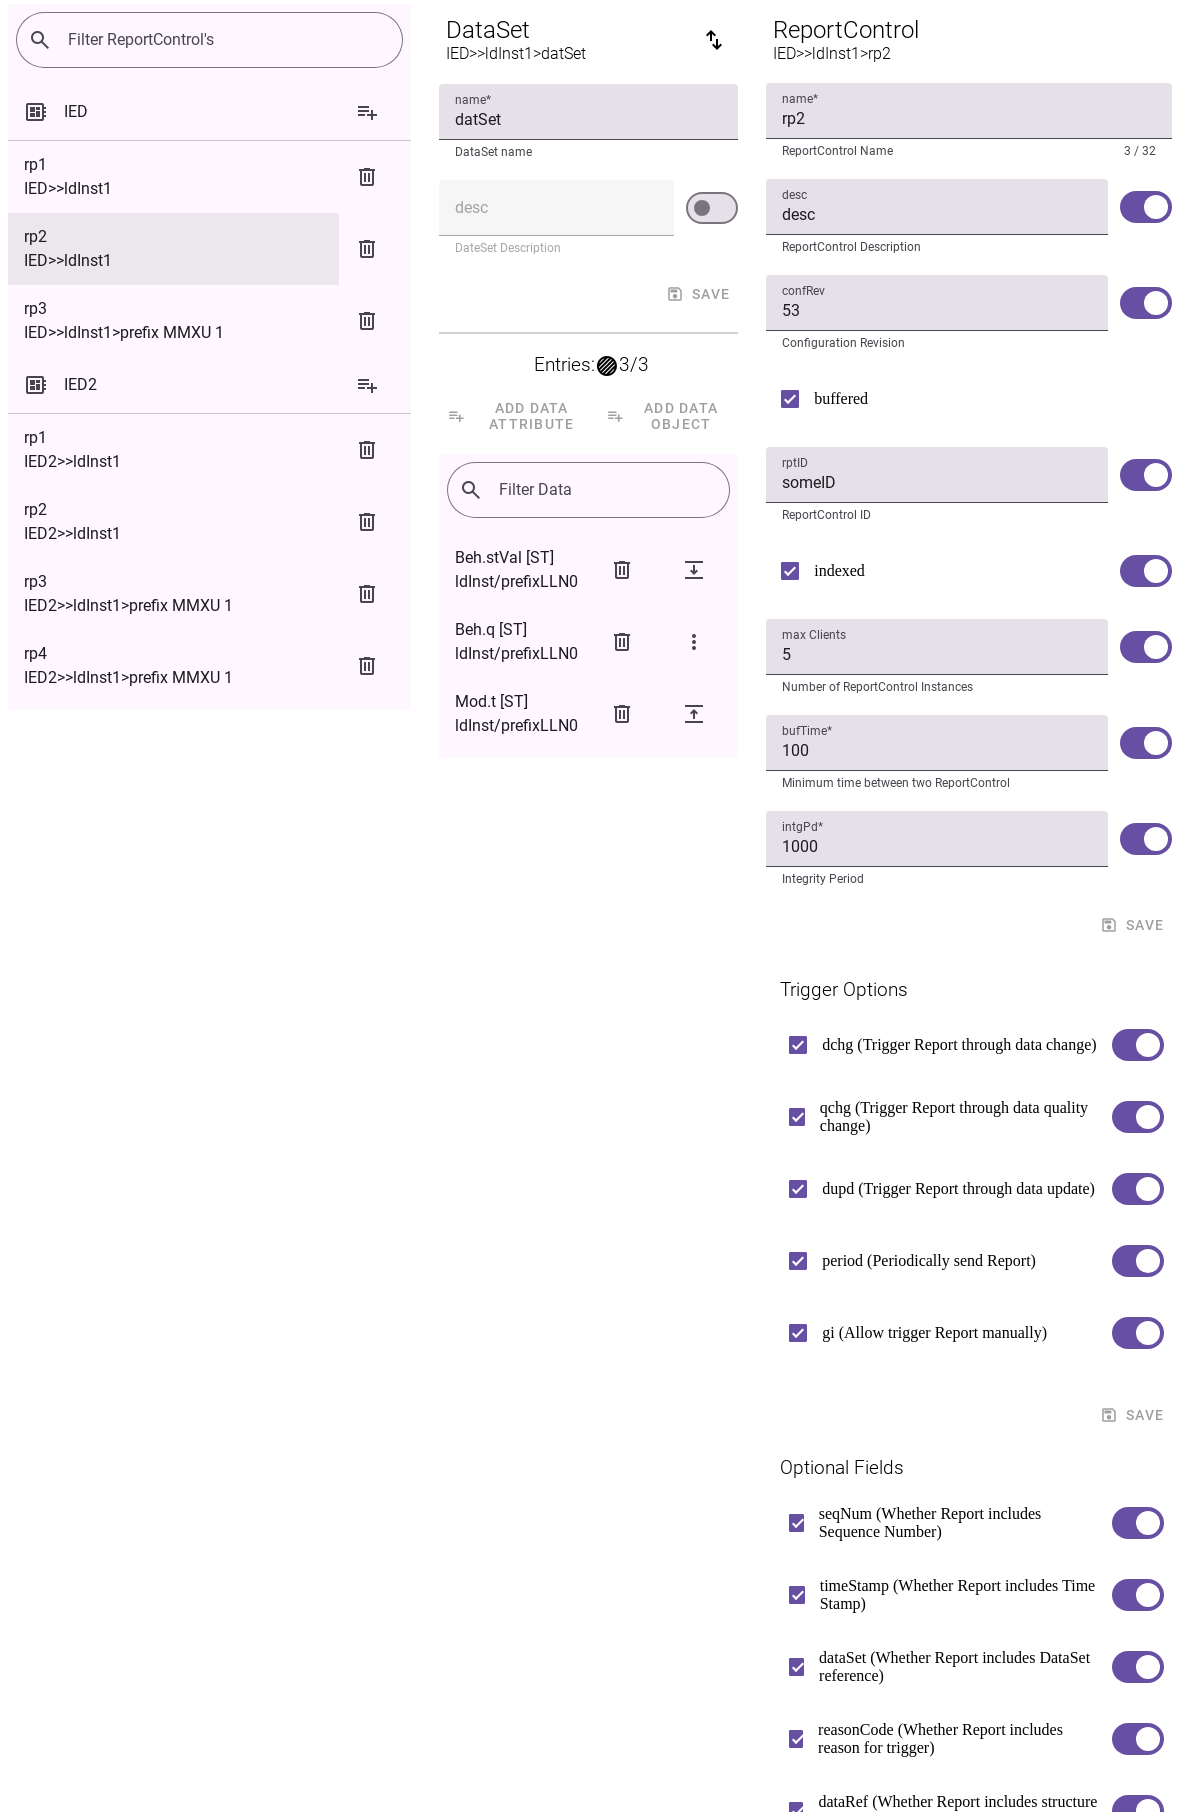 Filter ReportControl's
IED
rp1
IED>>ldInst1
rp2
IED>>ldInst1
rp3
IED>>ldInst1>prefix MMXU 1
IED2
rp1
IED2>>ldInst1
rp2
IED2>>ldInst1
rp3
IED2>>ldInst1>prefix MMXU 1
rp4
IED2>>ldInst1>prefix MMXU 1
DataSet
IED>>ldInst1>datSet
name*
datSet
DataSet name
desc
DateSet Description
SAVE
Entries: 3/3
ADD DATA
ATTRIBUTE
ADD DATA
OBJECT
Filter Data
Beh.stVal [ST]
ldInst/prefixLLN0
Beh.q [ST]
ldInst/prefixLLN0
Mod.t [ST]
ldInst/prefixLLN0
ReportControl
IED>>ldInst1>rp2
name*
rp2
ReportControl Name
3 / 32
desc
desc
ReportControl Description
confRev
53
Configuration Revision
buffered
rptID
someID
ReportControl ID
indexed
max Clients
5
Number of ReportControl Instances
bufTime*
100
Minimum time between two ReportControl
intgPd*
1000
Integrity Period
SAVE
Trigger Options
dchg (Trigger Report through data change)
qchg (Trigger Report through data quality
change)
dupd (Trigger Report through data update)
period (Periodically send Report)
gi (Allow trigger Report manually)
SAVE
Optional Fields
seqNum (Whether Report includes
Sequence Number)
timeStamp (Whether Report includes Time
Stamp)
dataSet (Whether Report includes DataSet
reference)
reasonCode (Whether Report includes
reason for trigger)
dataRef (Whether Report includes structure